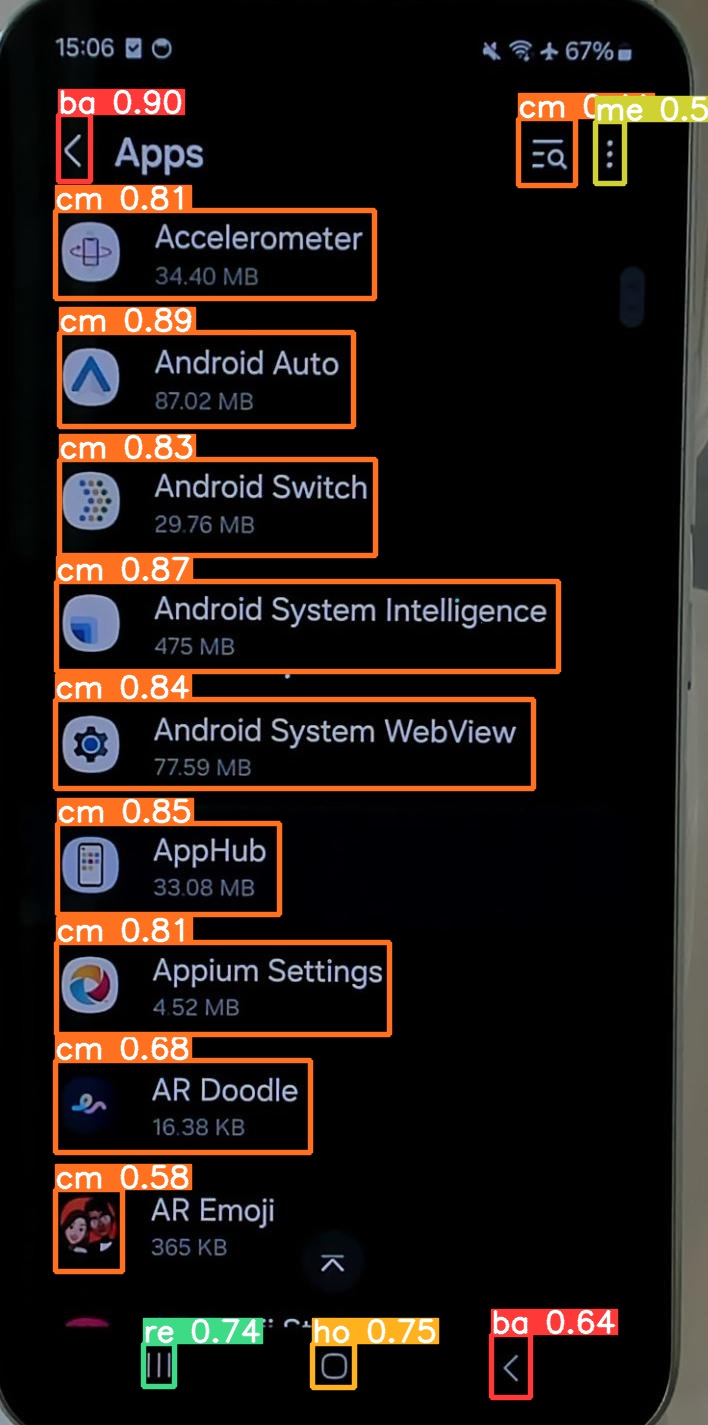 15:06 67%
ba 0.90
cm me 0.5
Apps
cm 0.81
Accelerometer
34.40 MB
cm 0.89
Android Auto
87.02 MB
cm 0.83
Android Switch
29.76 MB
cm 0.87
Android System Intelligence
475 MB
cm 0.84
Android System WebView
77.59 MB
cm 0.85
AppHub
33.08 MB
cm 0.81
Appium Settings
4.52 MB
cm 0.68
AR Doodle
16.38 KB
cm 0.58
AR Emoji
365 KB
re 0.74 ho 0.75 ba 0.64